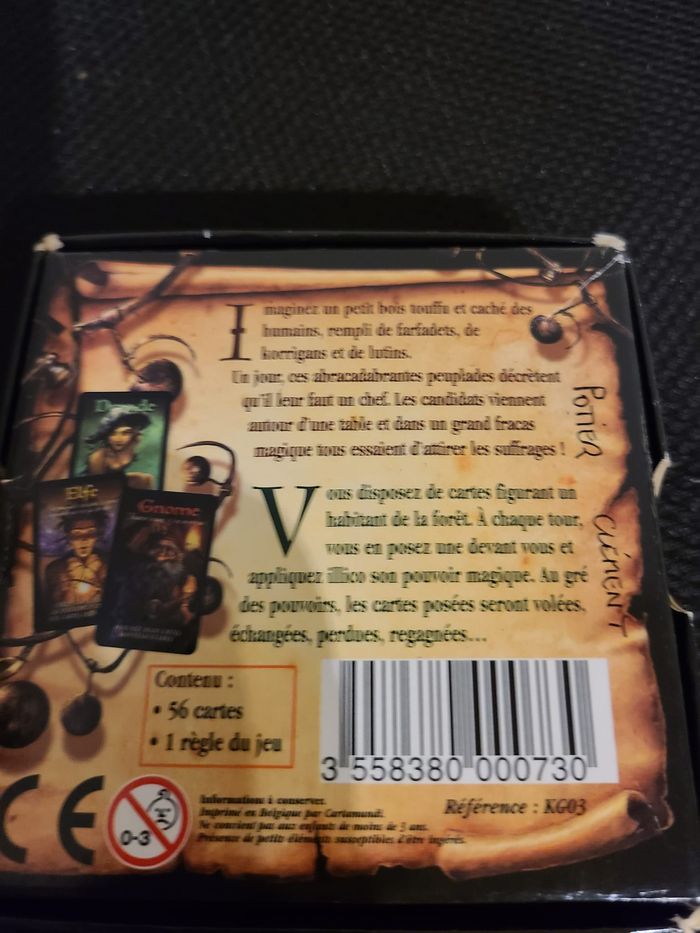 Imaginez un petit bois touffu et caché des
humains, rempli de farfadets, de
korrigans et de lutins.
Un jour, ces abracadabrantes peuplades décrètent
qu'il leur faut un chef. Les candidats viennent
autour d'une table et dans un grand fracas
magique tous essaient d'attirer les suffrages !
Vous disposez de cartes figurant un
habitant de la forêt. À chaque tour,
vous en posez une devant vous et
appliquez illico son pouvoir magique. Au gré
des pouvoirs, les cartes posées seront volées,
échangées, perdues, regagnées...
POTIER
CLÉMENT
Elfe
Gnome
Contenu :
• 56 cartes
• 1 règle du jeu
3 558380 000730
Référence : KG03
CE
0-3
Information à conserver.
Imprimé en Belgique par Cartamundi.
Ne convient pas aux enfants de moins de 3 ans.
Présence de petits éléments susceptibles d'être ingérés.